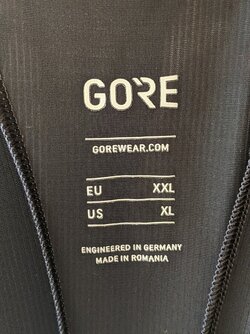 GORE
GOREWEAR.COM
EU XXL
US XL
ENGINEERED IN GERMANY
MADE IN ROMANIA